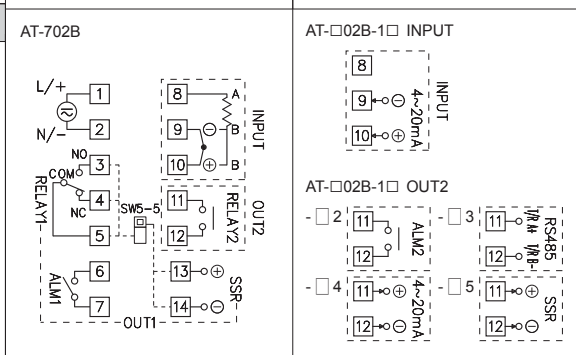 AT-702B
L/+
N/-
1
2
NO
3
COM
4
NC
5
RELAY1
6
7
ALM1
OUT1
SW5-5
8
A
9
⊖
B
10
⊕
B
INPUT
11
12
RELAY2
OUT2
13
⊕
14
⊖
SSR
AT-□02B-1□ INPUT
8
9
⊖
10
⊕
4~20mA
INPUT
AT-□02B-1□ OUT2
-□2
11
12
ALM2
-□3
11
T/R A+
12
T/R B-
RS485
-□4
11
⊕
12
⊖
4~20mA
-□5
11
⊕
12
⊖
SSR